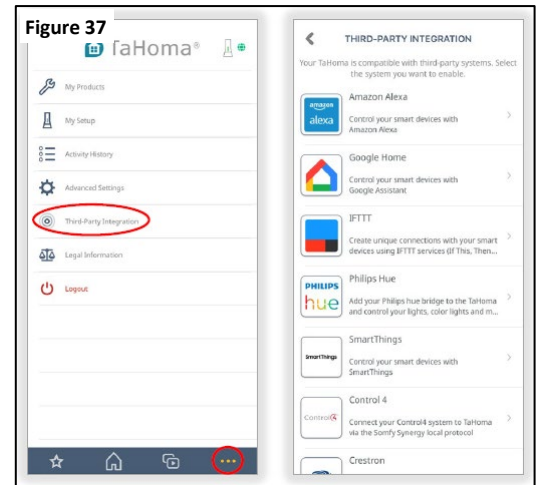 Figure 37
TaHoma®
My Products
My Setup
Activity History
Advanced Settings
Third-Party Integration
Legal Information
Logout
THIRD-PARTY INTEGRATION
Your TaHoma is compatible with third-party systems. Select
the system you want to enable.
amazon
alexa
Amazon Alexa
Control your smart devices with
Amazon Alexa
Google Home
Control your smart devices with
Google Assistant
IFTTT
Create unique connections with your smart
devices using IFTTT services (If This, Then...
PHILIPS
hue
Philips Hue
Add your Philips hue bridge to the TaHoma
and control your lights, color lights and m...
SmartThings
SmartThings
Control your smart devices with
SmartThings
Control4
Control 4
Connect your Control4 system to TaHoma
via the Somfy Synergy local protocol
Crestron